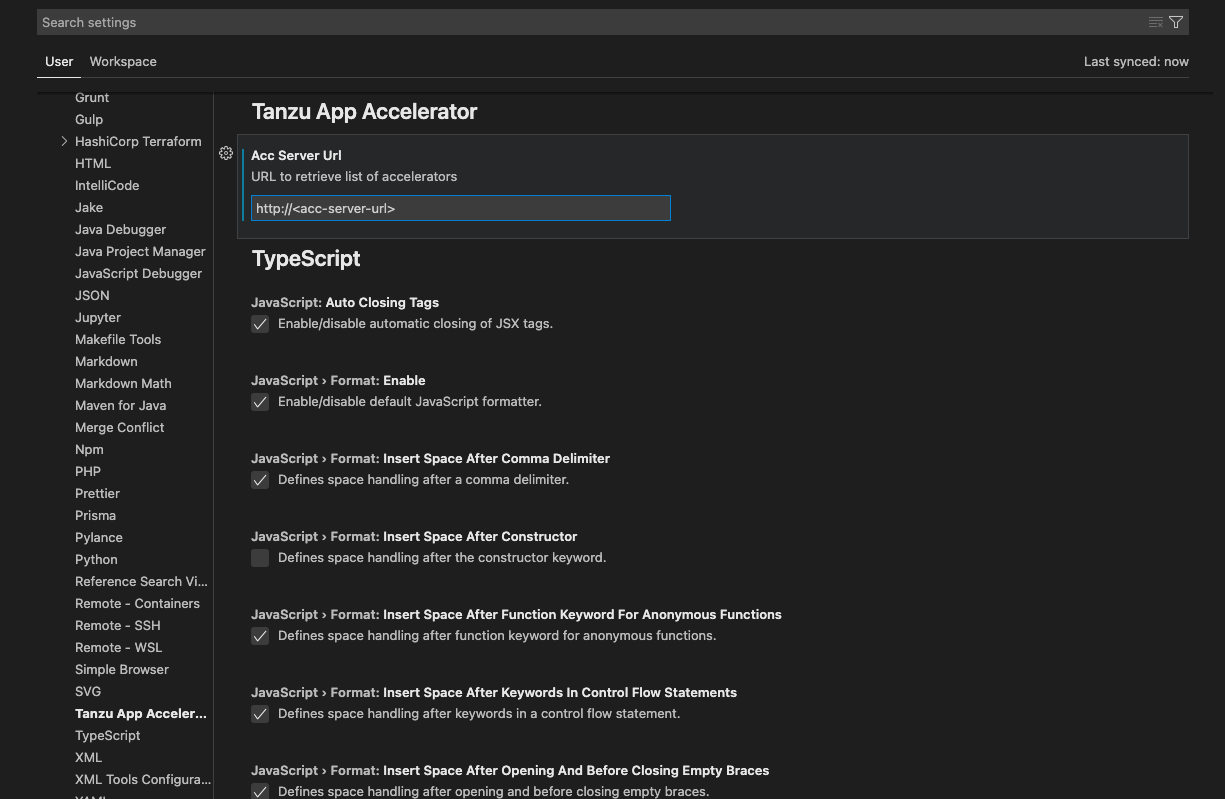 Search settings
User
Workspace
Last synced: now
Grunt
Gulp
HashiCorp Terraform
HTML
IntelliCode
Jake
Java Debugger
Java Project Manager
JavaScript Debugger
JSON
Jupyter
Makefile Tools
Markdown
Markdown Math
Maven for Java
Merge Conflict
Npm
PHP
Prettier
Prisma
Pylance
Python
Reference Search Vi...
Remote - Containers
Remote - SSH
Remote - WSL
Simple Browser
SVG
Tanzu App Acceler...
TypeScript
XML
XML Tools Configura...
YAML
Tanzu App Accelerator
Acc Server Url
URL to retrieve list of accelerators
http://<acc-server-url>
TypeScript
JavaScript: Auto Closing Tags
Enable/disable automatic closing of JSX tags.
JavaScript › Format: Enable
Enable/disable default JavaScript formatter.
JavaScript › Format: Insert Space After Comma Delimiter
Defines space handling after a comma delimiter.
JavaScript › Format: Insert Space After Constructor
Defines space handling after the constructor keyword.
JavaScript › Format: Insert Space After Function Keyword For Anonymous Functions
Defines space handling after function keyword for anonymous functions.
JavaScript › Format: Insert Space After Keywords In Control Flow Statements
Defines space handling after keywords in a control flow statement.
JavaScript › Format: Insert Space After Opening And Before Closing Empty Braces
Defines space handling after opening and before closing empty braces.